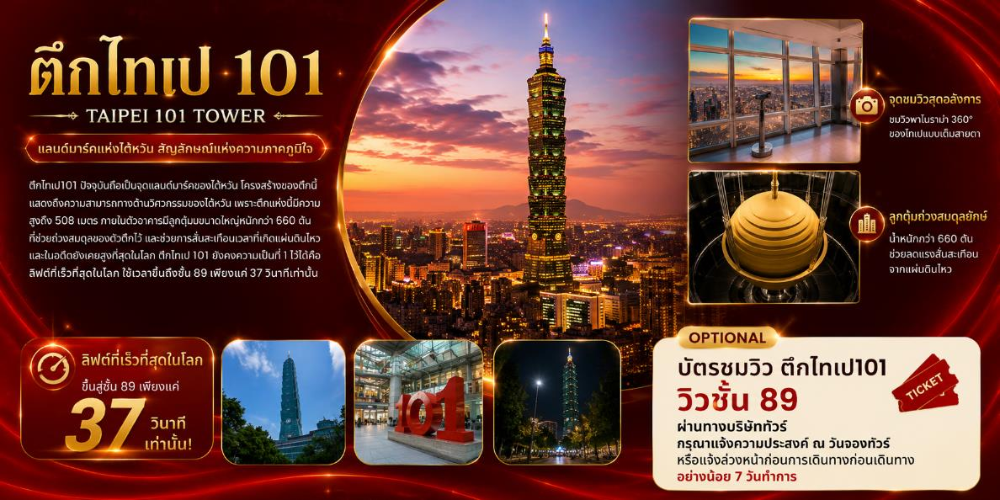 ตึกไทเป 101
TAIPEI 101 TOWER
แลนด์มาร์คแห่งไต้หวัน สัญลักษณ์แห่งความภาคภูมิใจ
ตึกไทเป101 ปัจจุบันถือเป็นจุดแลนด์มาร์คของไต้หวัน โครงสร้างของตึกนี้
แสดงถึงความสามารถทางด้านวิศวกรรมของไต้หวัน เพราะตึกแห่งนี้มีความ
สูงถึง 508 เมตร ภายในตัวอาคารมีลูกตุ้มขนาดใหญ่หนักกว่า 660 ตัน
ที่ช่วยถ่วงสมดุลของตัวตึกไว้ และช่วยการสั่นสะเทือนเวลาที่เกิดแผ่นดินไหว
และในอดีตยังเคยสูงที่สุดในโลก ตึกไทเป 101 ยังคงความเป็นที่ 1 ไว้ได้คือ
ลิฟต์ที่เร็วที่สุดในโลก ใช้เวลาขึ้นถึงชั้น 89 เพียงแค่ 37 วินาทีเท่านั้น
จุดชมวิวสุดอลังการ
ชมวิวพาโนราม่า 360°
ของไทเปแบบเต็มสายตา
ลูกตุ้มถ่วงสมดุลยักษ์
น้ำหนักกว่า 660 ตัน
ช่วยลดแรงสั่นสะเทือน
จากแผ่นดินไหว
ลิฟต์ที่เร็วที่สุดในโลก
ขึ้นสู่ชั้น 89 เพียงแค่
37 วินาที
เท่านั้น!
101
OPTIONAL
บัตรชมวิว ตึกไทเป101
วิวชั้น 89
TICKET
ผ่านทางบริษัททัวร์
กรุณาแจ้งความประสงค์ ณ วันจองทัวร์
หรือแจ้งล่วงหน้าก่อนการเดินทางก่อนเดินทาง
อย่างน้อย 7 วันทำการ